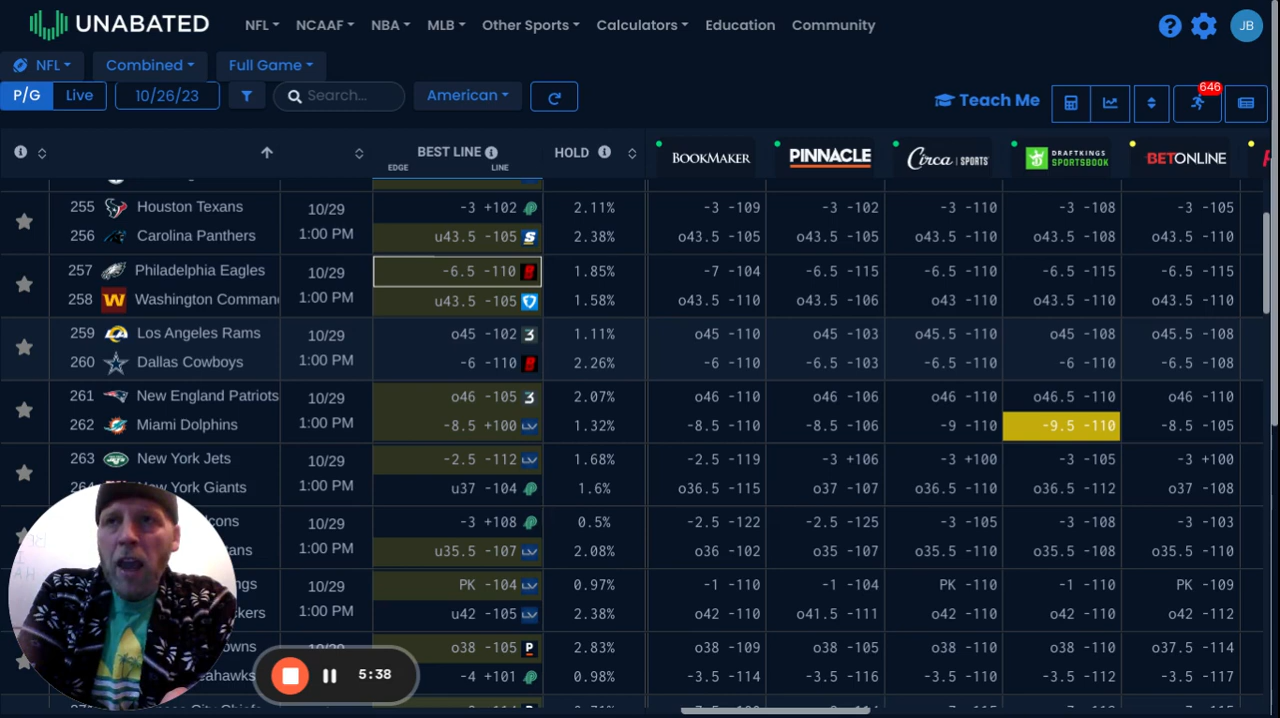 UNABATED NFL NCAAF NBA MLB Other Sports Calculators Education Community ? JB
NFL Combined Full Game
P/G Live 10/26/23 Search... American Teach Me 646
BEST LINE HOLD BOOKMAKER PINNACLE Circa SPORTS DRAFTKINGS SPORTSBOOK BETONLINE
EDGE LINE
255 Houston Texans 10/29 -3 +102 2.11% -3 -109 -3 -102 -3 -110 -3 -108 -3 -105
256 Carolina Panthers 1:00 PM u43.5 -105 2.38% o43.5 -105 o43.5 -105 o43.5 -110 o43.5 -108 o43.5 -110
257 Philadelphia Eagles 10/29 -6.5 -110 1.85% -7 -104 -6.5 -115 -6.5 -115 -6.5 -115 -6.5 -115
258 Washington Comman 1:00 PM u43.5 -105 1.58% o43.5 -110 o43.5 -106 o43 -110 o43.5 -110 o43.5 -110
259 Los Angeles Rams 10/29 o45 -102 3 1.11% o45 -110 o45 -103 o45.5 -110 o45 -108 o45.5 -108
260 Dallas Cowboys 1:00 PM -6 -110 2.26% -6 -110 -6.5 -103 -6.5 -110 -6 -110 -6.5 -108
261 New England Patriots 10/29 o46 -105 3 2.07% o46 -110 o46 -106 o46 -110 o46.5 -110 o46 -110
262 Miami Dolphins 1:00 PM -8.5 +100 1.32% -8.5 -110 -8.5 -106 -9 -110 -9.5 -110 -8.5 -105
263 New York Jets 10/29 -2.5 -112 1.68% -2.5 -119 -3 +106 -3 +100 -3 -105 -3 +100
264 New York Giants 1:00 PM u37 -104 1.6% o36.5 -115 o37 -107 o36.5 -110 o36.5 -112 o37 -108
cons 10/29 -3 +108 0.5% -2.5 -122 -2.5 -125 -3 -105 -3 -108 -3 -103
tans 1:00 PM u35.5 -107 2.08% o36 -102 o35 -107 o35.5 -110 o35.5 -108 o35.5 -110
ngs 10/29 PK -104 0.97% -1 -110 -1 -104 PK -110 -1 -110 PK -109
kers 1:00 PM u42 -105 2.38% o42 -110 o41.5 -111 o42 -110 o42 -110 o42 -112
owns 10/29 o38 -105 P 2.83% o38 -109 o38 -105 o38 -110 o38 -110 o37.5 -114
eahawks -4 +101 0.98% -3.5 -114 -3.5 -116 -3.5 -110 -3.5 -112 -3.5 -117
5:38